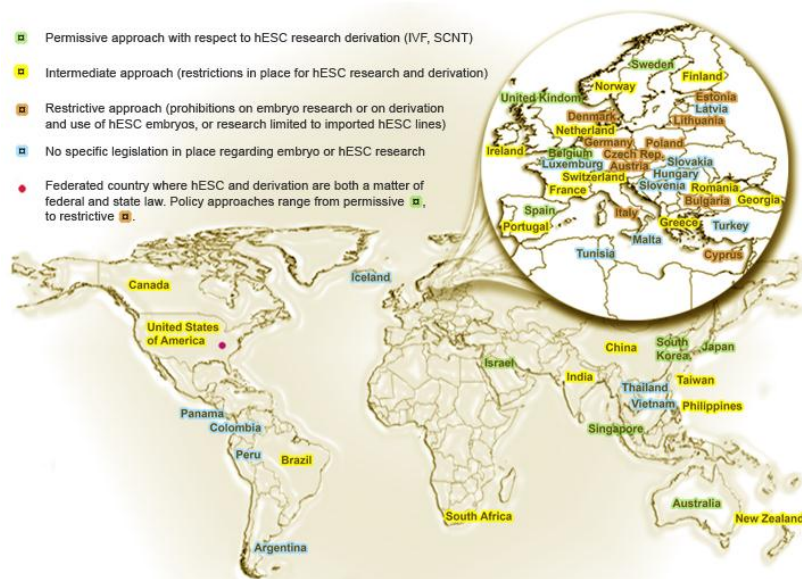 Permissive approach with respect to hESC research derivation (IVF, SCNT)
Intermediate approach (restrictions in place for hESC research and derivation)
Restrictive approach (prohibitions on embryo research or on derivation
and use of hESC embryos, or research limited to imported hESC lines)
No specific legislation in place regarding embryo or hESC research
Federated country where hESC and derivation are both a matter of
federal and state law. Policy approaches range from permissive ,
to restrictive .
Sweden
Finland
Norway
United Kindom
Estonia
Latvia
Denmark
Lithuania
Netherland
Ireland
Germany
Poland
Belgium
Czech Rep.
Luxemburg
Austria
Slovakia
Switzerland
Hungary
France
Slovenia
Romania
Bulgaria
Georgia
Spain
Italy
Portugal
Greece
Turkey
Malta
Tunisia
Cyprus
Iceland
Canada
United States
of America
China
South
Korea
Japan
Israel
India
Taiwan
Thailand
Vietnam
Philippines
Panama
Colombia
Singapore
Peru
Brazil
Australia
South Africa
New Zealand
Argentina